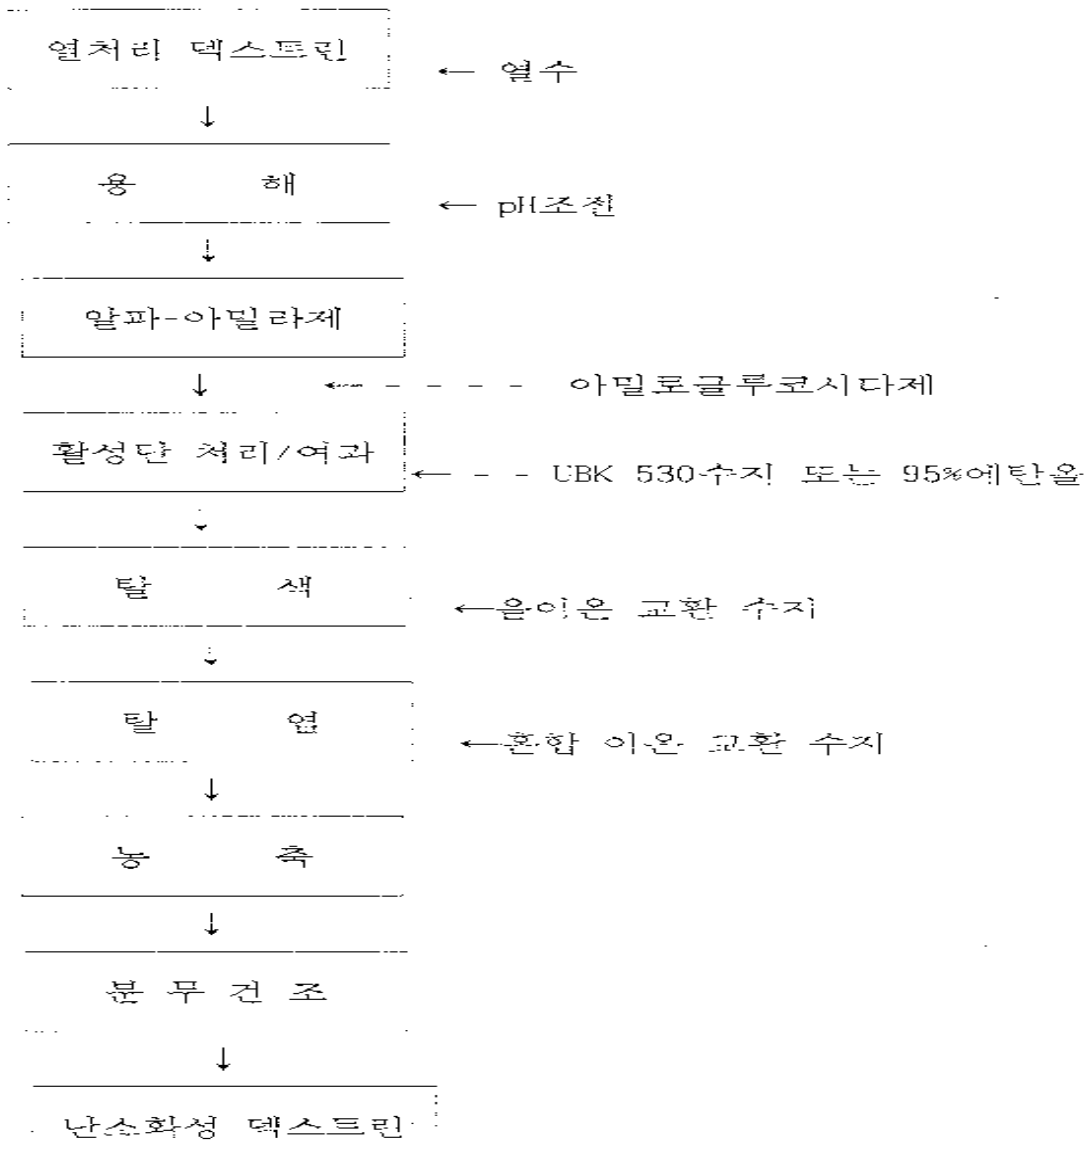 열처리 덱스트린
← 열수
↓
용 해
← pH조절
↓
알파-아밀라제
↓ ← - - - - 아밀로글루코시다제
활성단 처리/여과
← - - UBK 530수지 또는 95%에탄올
↓
탈 색
←음이온 교환 수지
↓
탈 염
←혼합 이온 교환 수지
↓
농 축
↓
분 무 건 조
↓
난소화성 덱스트린